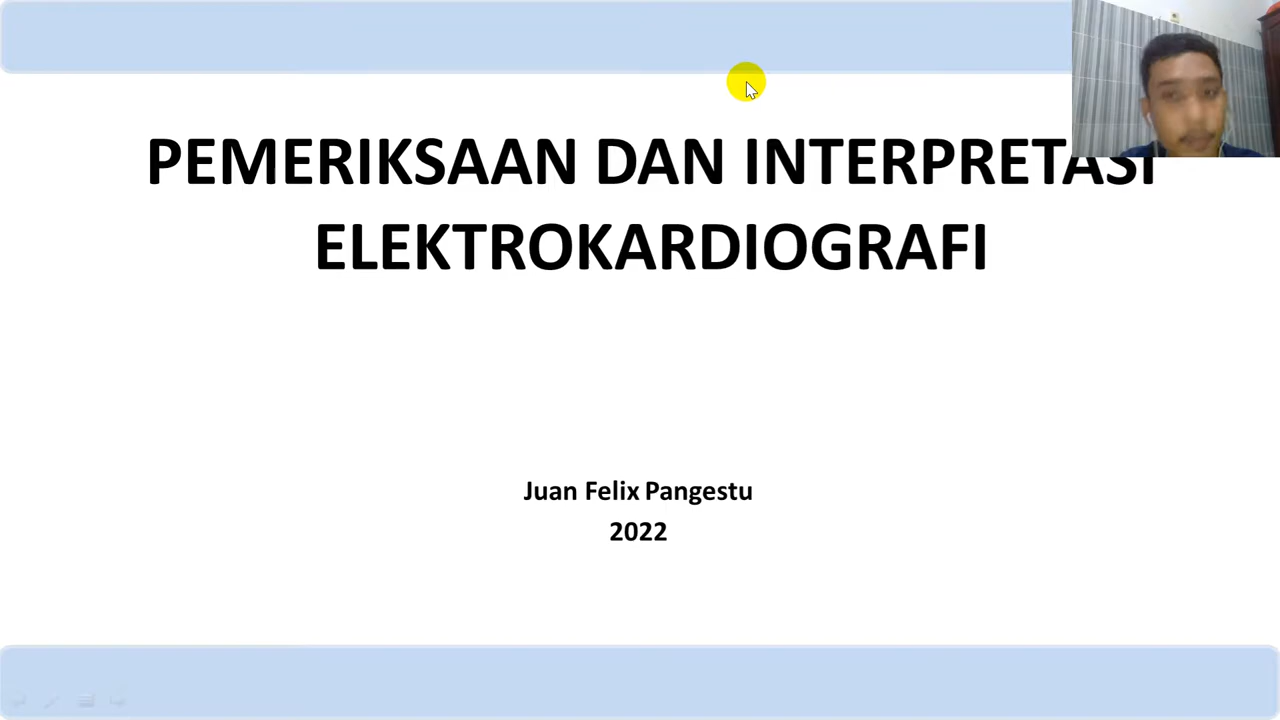 PEMERIKSAAN DAN INTERPRETASI
ELEKTROKARDIOGRAFI
Juan Felix Pangestu
2022